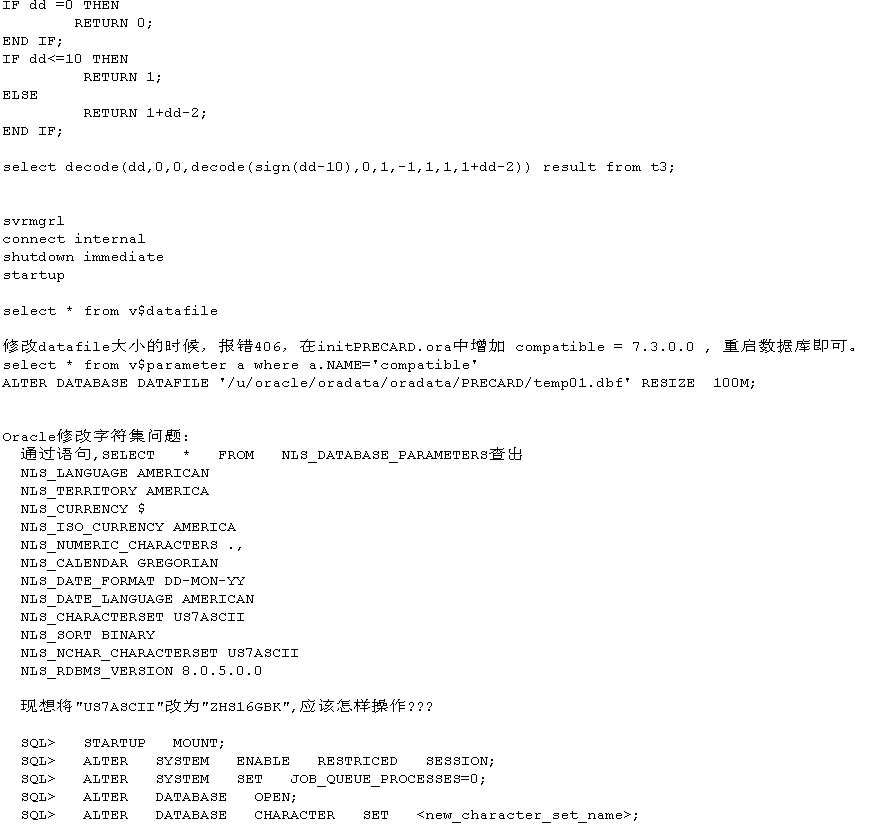 IF dd =0 THEN
RETURN 0;
END IF;
IF dd<=10 THEN
RETURN 1;
ELSE
RETURN 1+dd-2;
END IF;
select decode(dd,0,0,decode(sign(dd-10),0,1,-1,1,1,1+dd-2)) result from t3;
svrmgrl
connect internal
shutdown immediate
startup
select * from v$datafile
修改datafile大小的时候，报错406，在initPRECARD.ora中增加 compatible = 7.3.0.0 , 重启数据库即可。
select * from v$parameter a where a.NAME='compatible'
ALTER DATABASE DATAFILE '/u/oracle/oradata/oradata/PRECARD/temp01.dbf' RESIZE  100M;
Oracle修改字符集问题:
通过语句,SELECT   *   FROM   NLS_DATABASE_PARAMETERS查出
NLS_LANGUAGE AMERICAN
NLS_TERRITORY AMERICA
NLS_CURRENCY $
NLS_ISO_CURRENCY AMERICA
NLS_NUMERIC_CHARACTERS .,
NLS_CALENDAR GREGORIAN
NLS_DATE_FORMAT DD-MON-YY
NLS_DATE_LANGUAGE AMERICAN
NLS_CHARACTERSET US7ASCII
NLS_SORT BINARY
NLS_NCHAR_CHARACTERSET US7ASCII
NLS_RDBMS_VERSION 8.0.5.0.0
现想将"US7ASCII"改为"ZHS16GBK",应该怎样操作???
SQL>   STARTUP   MOUNT;
SQL>   ALTER   SYSTEM   ENABLE   RESTRICED   SESSION;
SQL>   ALTER   SYSTEM   SET   JOB_QUEUE_PROCESSES=0;
SQL>   ALTER   DATABASE   OPEN;
SQL>   ALTER   DATABASE   CHARACTER   SET   <new_character_set_name>;